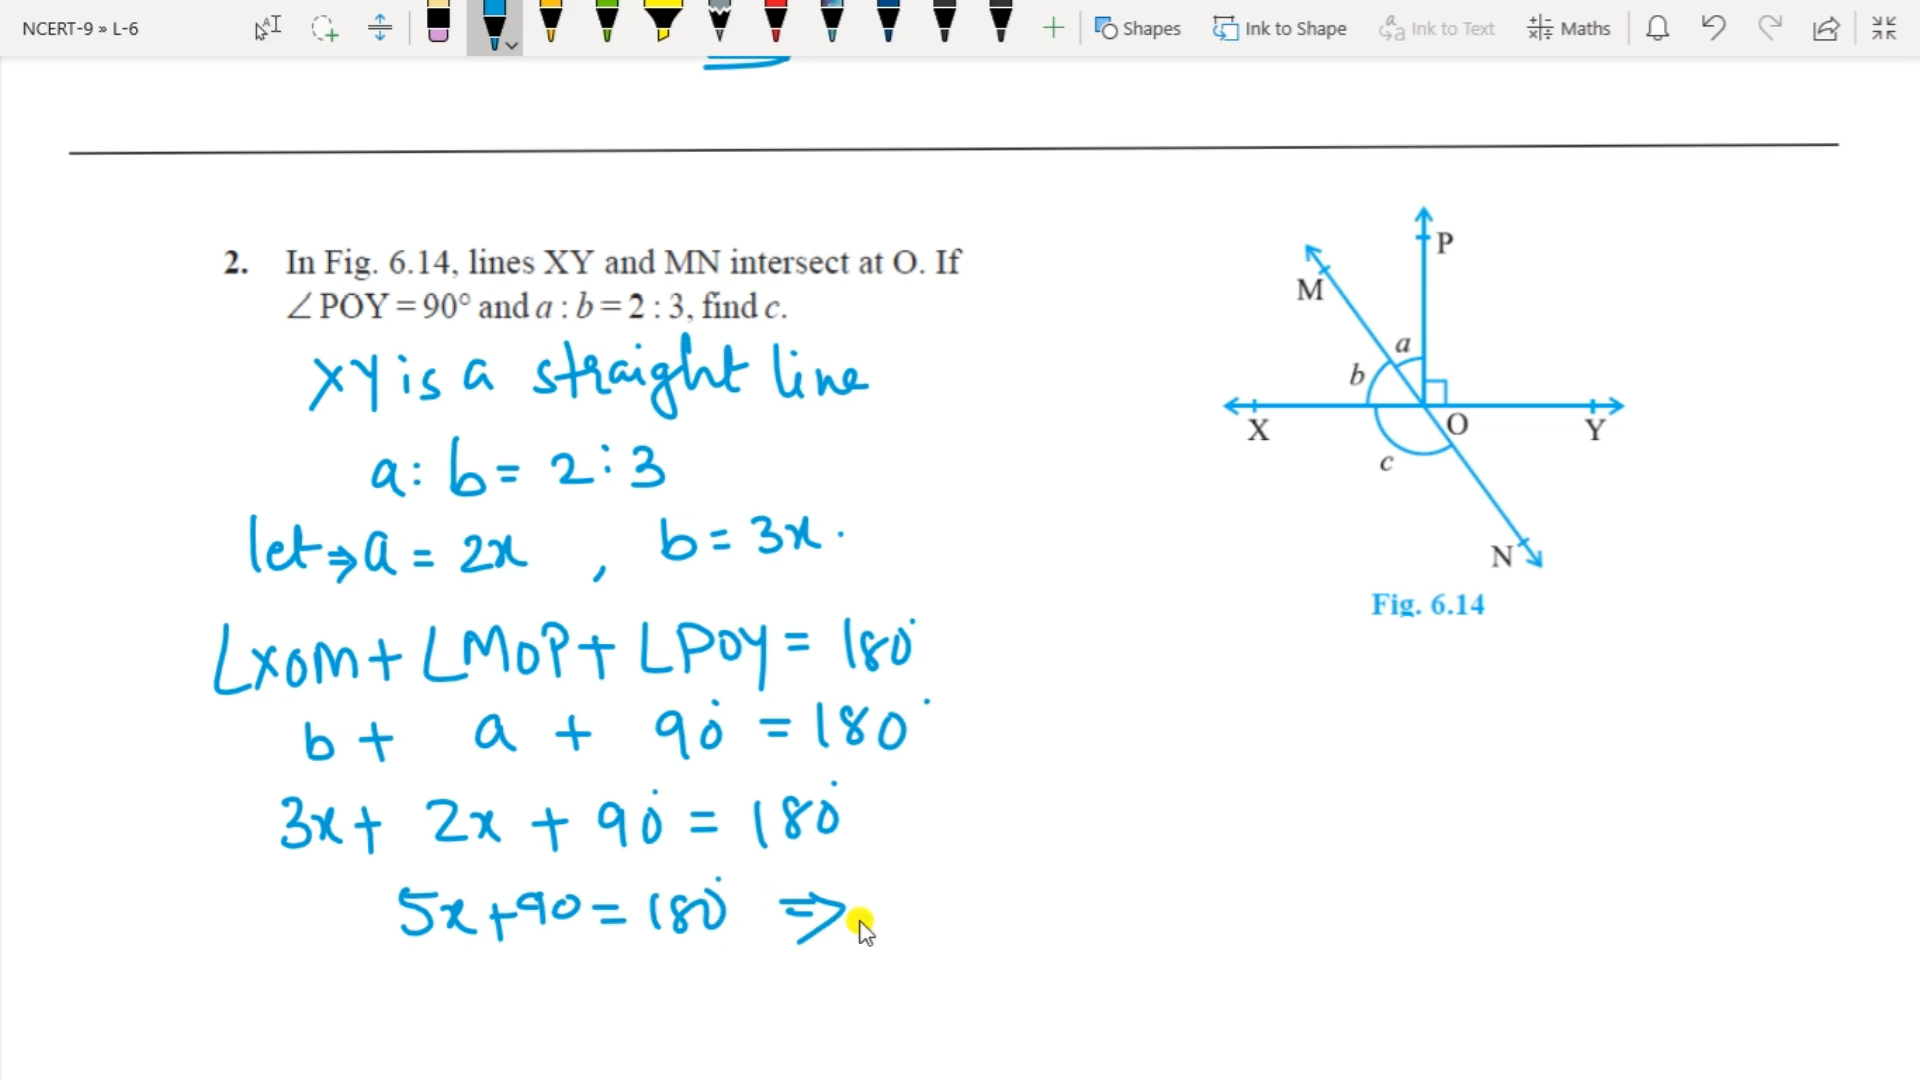 NCERT-9 » L-6
Shapes
Ink to Shape
Ink to Text
Maths
2. In Fig. 6.14, lines XY and MN intersect at O. If
∠POY = 90° and a : b = 2 : 3, find c.
XY is a straight line
a : b = 2 : 3
let ⇒ a = 2x , b = 3x .
∠XOM + ∠MOP + ∠POY = 180°
b + a + 90° = 180°
3x + 2x + 90° = 180°
5x + 90 = 180° ⇒
P
M
a
b
X
O
Y
c
N
Fig. 6.14